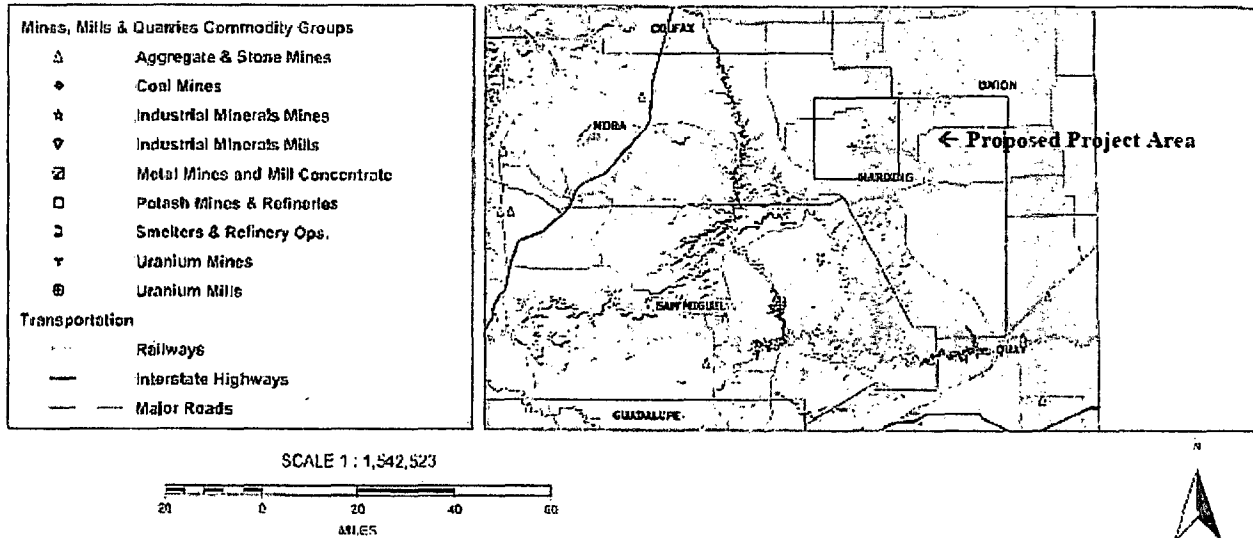 Mines, Mills & Quarries Commodity Groups
Aggregate & Stone Mines
Coal Mines
Industrial Minerals Mines
Industrial Minerals Mills
Metal Mines and Mill Concentrate
Potash Mines & Refineries
Smelters & Refinery Ops.
Uranium Mines
Uranium Mills
Transportation
Railways
Interstate Highways
Major Roads
COLFAX
UNION
MORA
← Proposed Project Area
HARDING
SAN MIGUEL
QUAY
GUADALUPE
SCALE 1 : 1,542,523
20 0 20 40 60
MILES
N